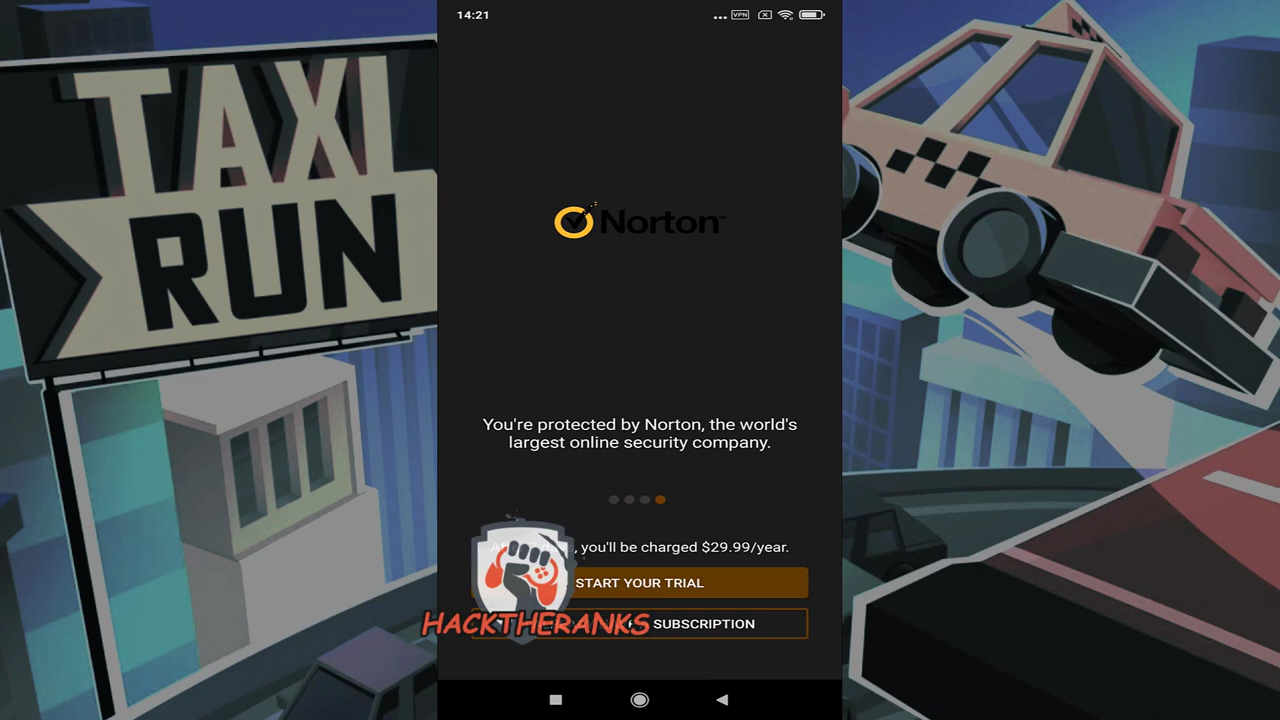 14:21
VPN
TAXI
RUN
Norton
You're protected by Norton, the world's
largest online security company.
, you'll be charged $29.99/year.
START YOUR TRIAL
SUBSCRIPTION
HACKTHERANKS